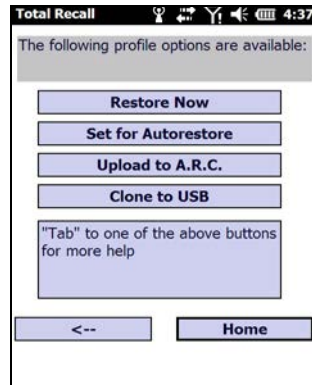 Total Recall 4:37
The following profile options are available:
Restore Now
Set for Autorestore
Upload to A.R.C.
Clone to USB
"Tab" to one of the above buttons
for more help
<-- Home